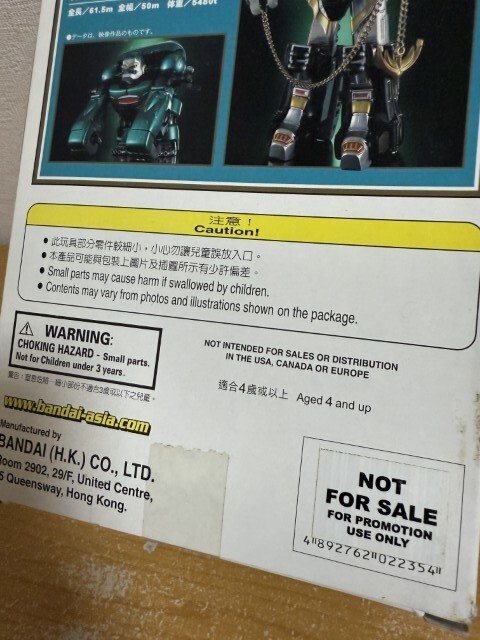 全長／61.5m 全幅／50m 体重／5480t
●データは、映像作品のものです。
注意！
Caution!
● 此玩具部分零件較細小，小心勿讓兒童誤放入口。
● 本產品可能與包裝上圖片及插圖所示有少許偏差。
● Small parts may cause harm if swallowed by children.
● Contents may vary from photos and illustrations shown on the package.
WARNING:
CHOKING HAZARD - Small parts.
Not for Children under 3 years.
NOT INTENDED FOR SALES OR DISTRIBUTION
IN THE USA, CANADA OR EUROPE
適合4歲或以上 Aged 4 and up
www.bandai-asia.com
Manufactured by
BANDAI (H.K.) CO., LTD.
Room 2902, 29/F, United Centre,
5 Queensway, Hong Kong.
NOT
FOR SALE
FOR PROMOTION
USE ONLY
4 892762 022354